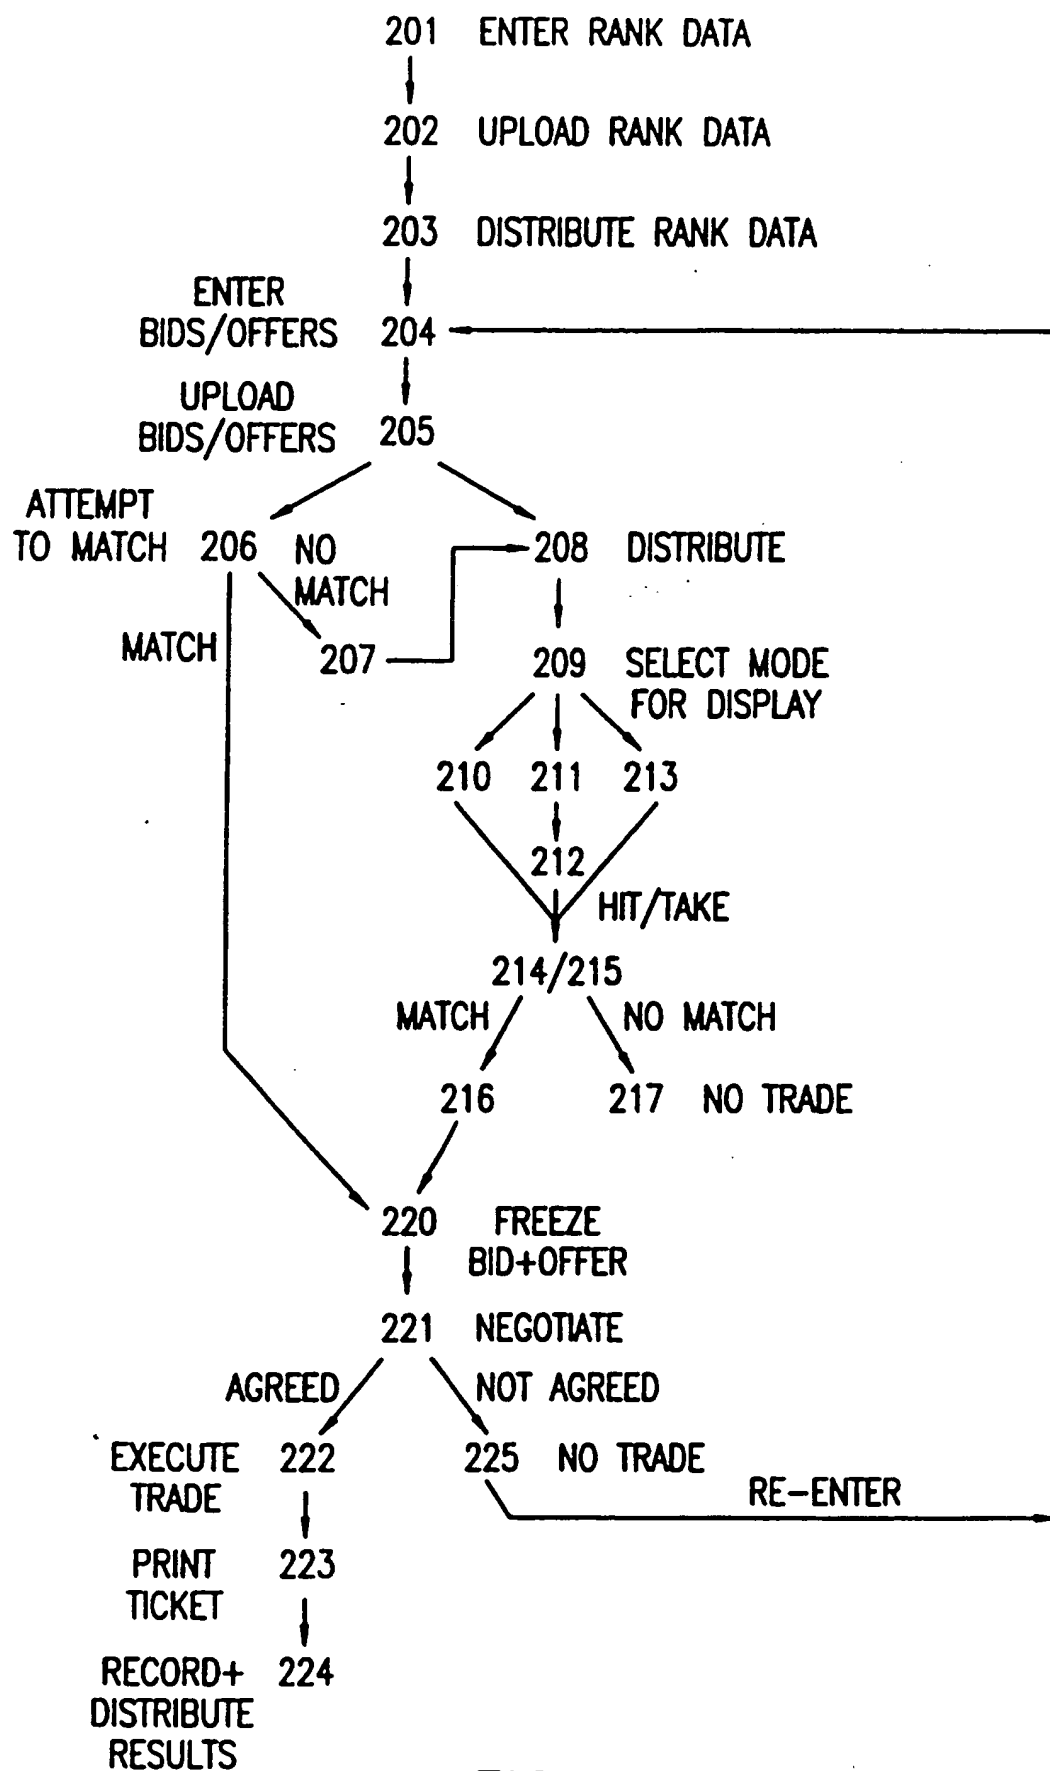 201 ENTER RANK DATA
202 UPLOAD RANK DATA
203 DISTRIBUTE RANK DATA
ENTER
BIDS/OFFERS 204
UPLOAD
BIDS/OFFERS 205
ATTEMPT
TO MATCH 206 NO
MATCH
208 DISTRIBUTE
MATCH
207
209 SELECT MODE
FOR DISPLAY
210 211 213
212
HIT/TAKE
214/215
MATCH NO MATCH
216 217 NO TRADE
220 FREEZE
BID+OFFER
221 NEGOTIATE
AGREED NOT AGREED
EXECUTE 222
TRADE
225 NO TRADE
RE-ENTER
PRINT 223
TICKET
RECORD+ 224
DISTRIBUTE
RESULTS